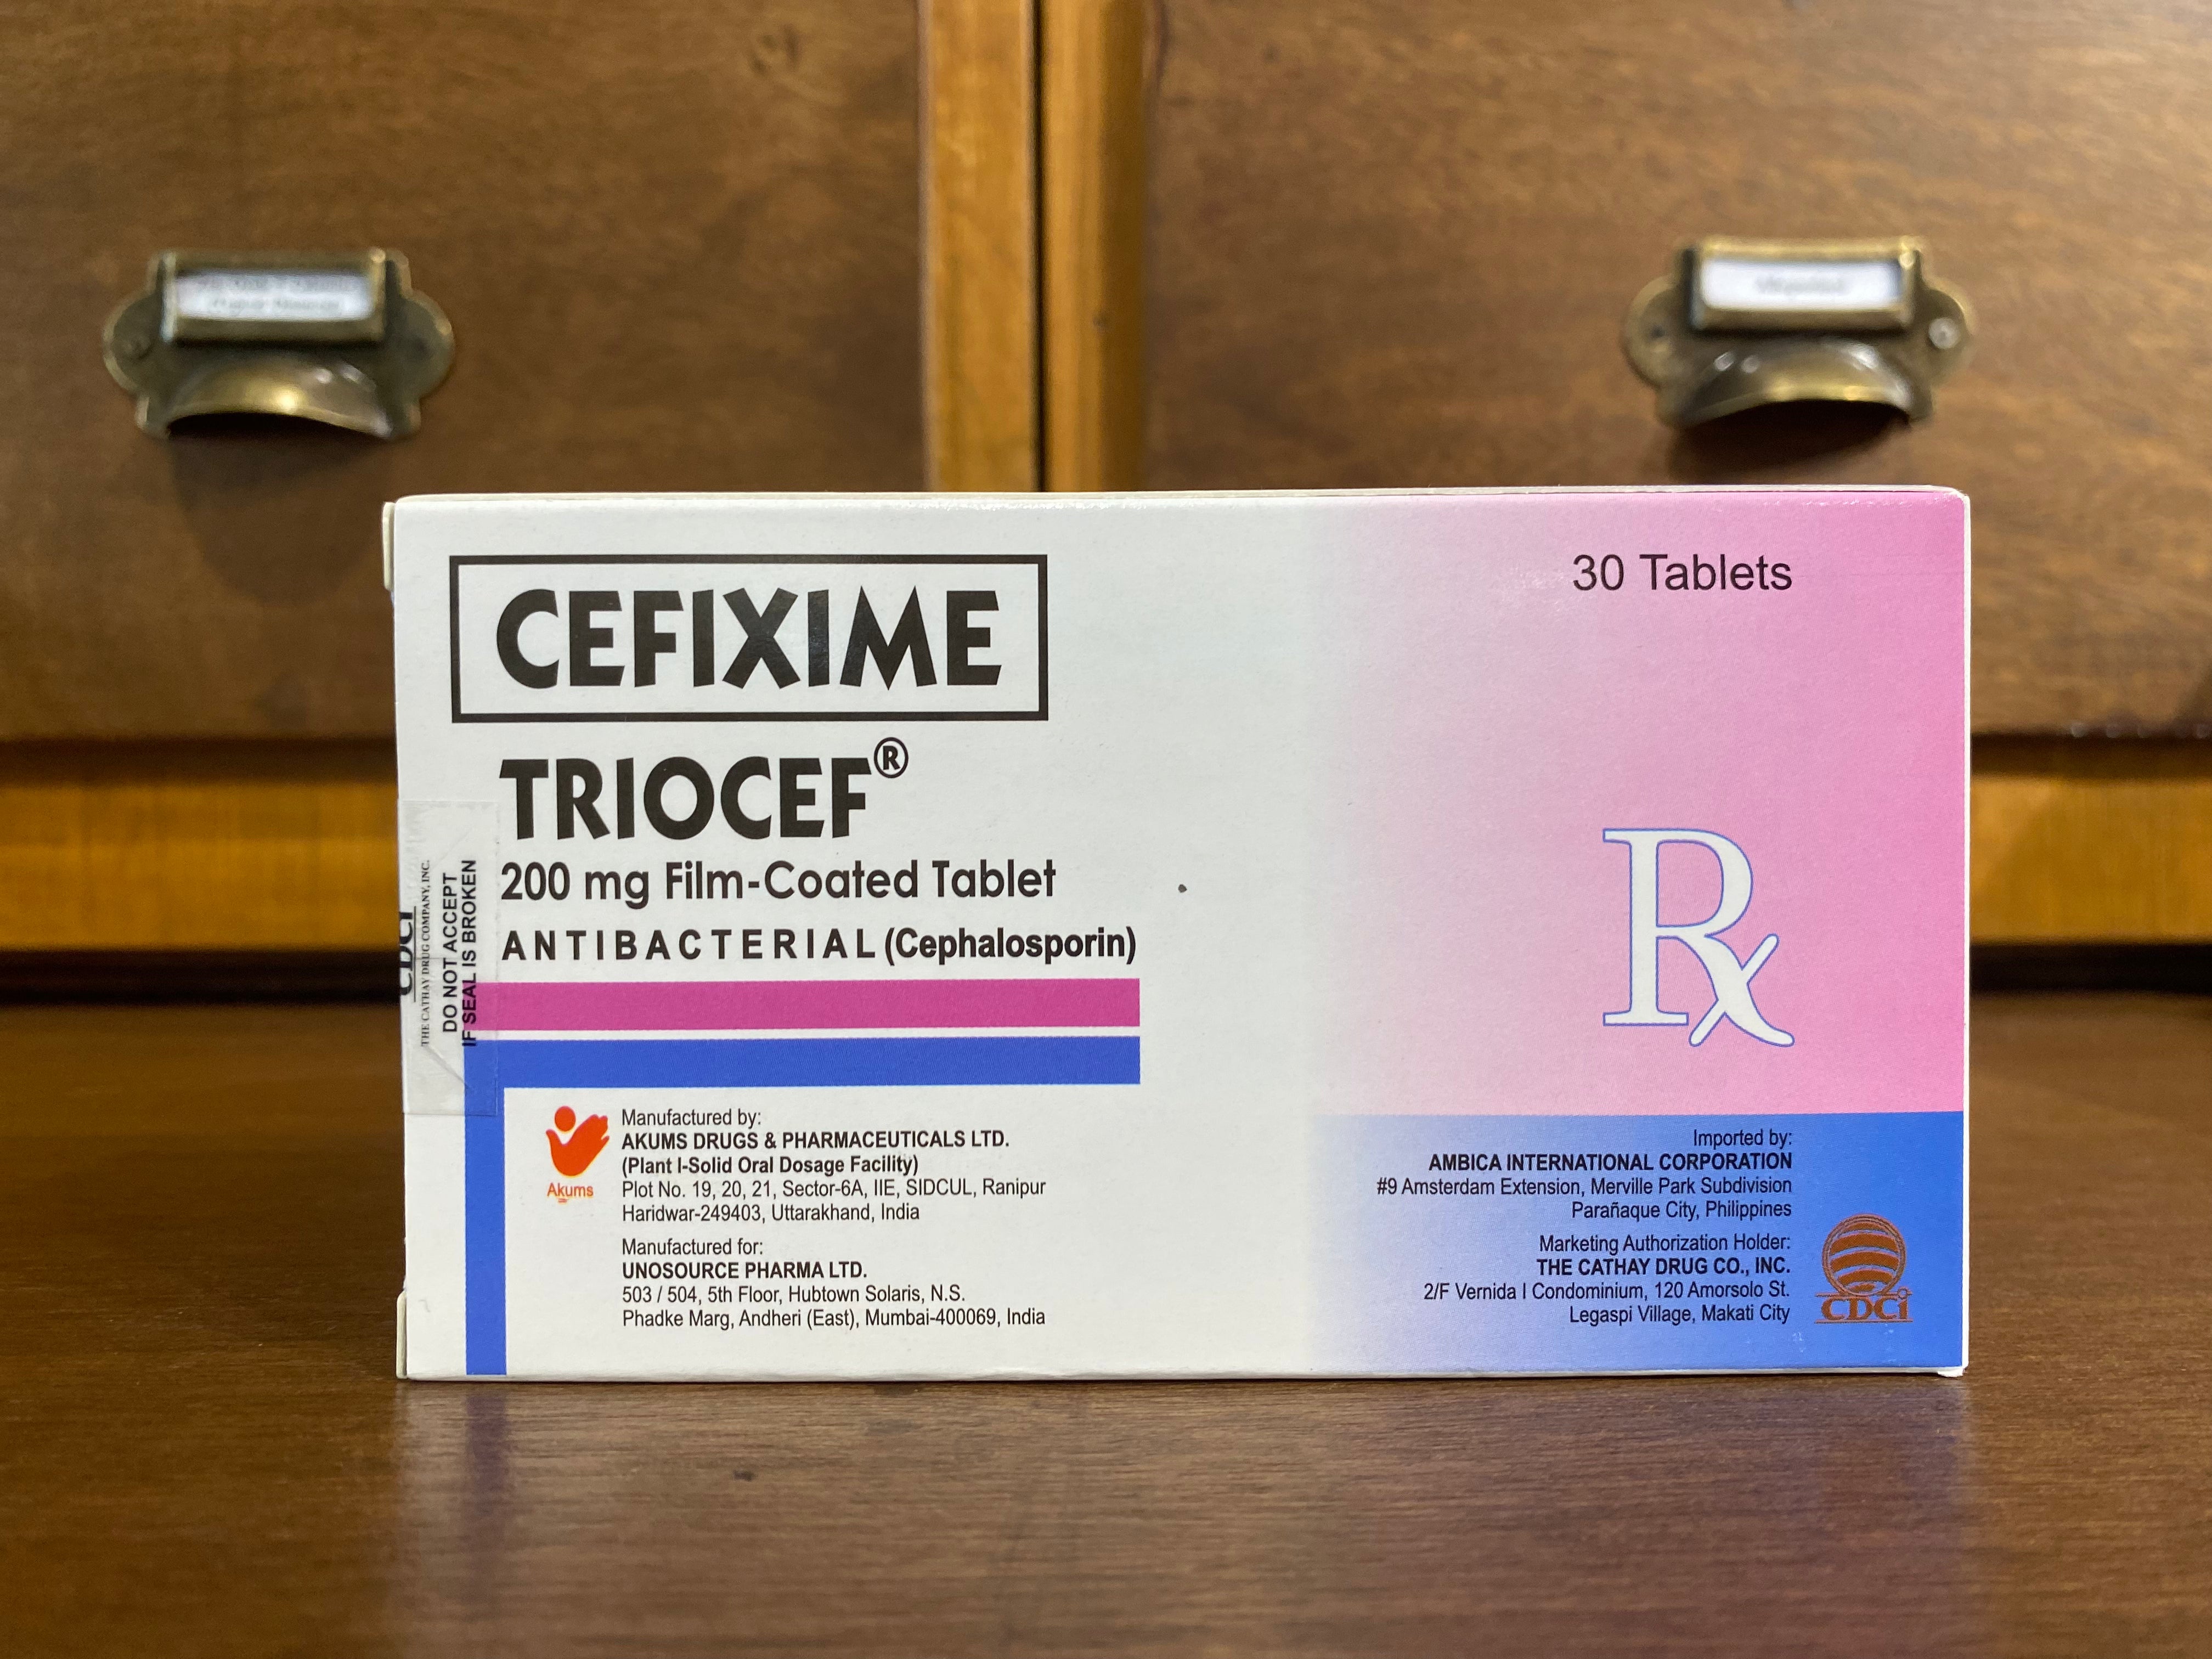 CEFIXIME
TRIOCEF®
200 mg Film-Coated Tablet
ANTIBACTERIAL (Cephalosporin)
30 Tablets
Rx
CDCI
THE CATHAY DRUG COMPANY, INC.
DO NOT ACCEPT
IF SEAL IS BROKEN
Akums
Manufactured by:
AKUMS DRUGS & PHARMACEUTICALS LTD.
(Plant I-Solid Oral Dosage Facility)
Plot No. 19, 20, 21, Sector-6A, IIE, SIDCUL, Ranipur
Haridwar-249403, Uttarakhand, India
Manufactured for:
UNOSOURCE PHARMA LTD.
503 / 504, 5th Floor, Hubtown Solaris, N.S.
Phadke Marg, Andheri (East), Mumbai-400069, India
Imported by:
AMBICA INTERNATIONAL CORPORATION
#9 Amsterdam Extension, Merville Park Subdivision
Parañaque City, Philippines
Marketing Authorization Holder:
THE CATHAY DRUG CO., INC.
2/F Vernida I Condominium, 120 Amorsolo St.
Legaspi Village, Makati City
CDCi